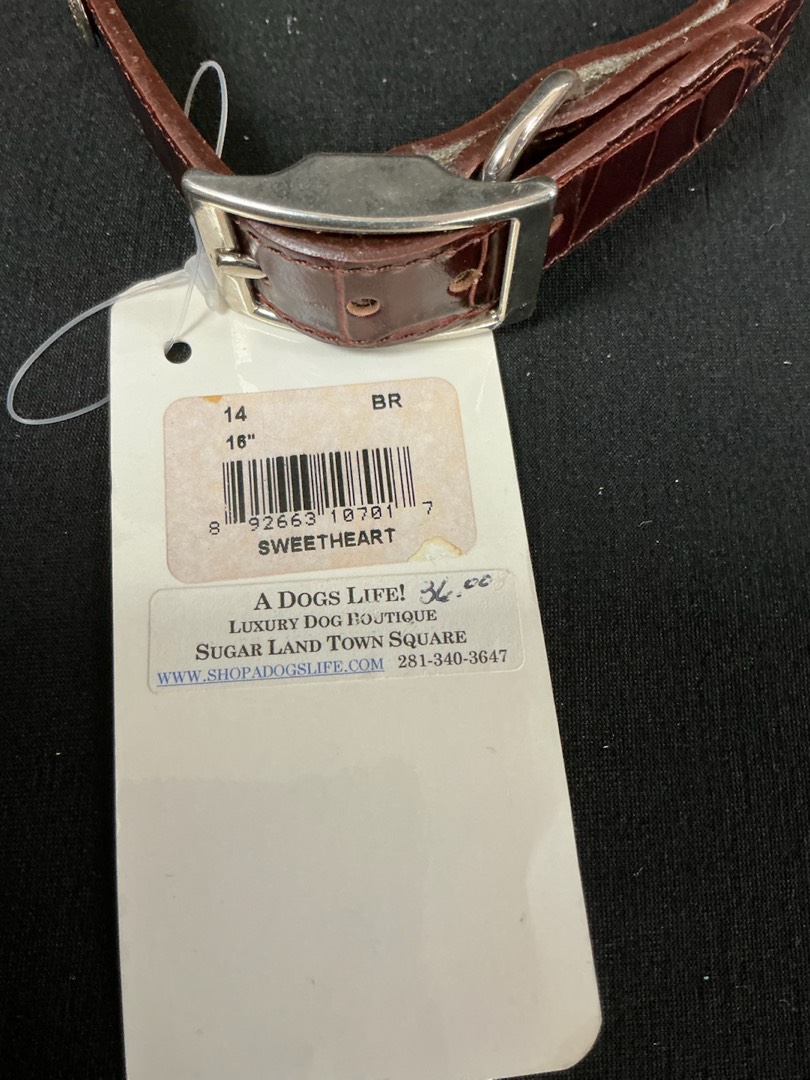 14 BR
16"
8 92663 10701 7
SWEETHEART
A DOGS LIFE! 36.00
LUXURY DOG BOUTIQUE
SUGAR LAND TOWN SQUARE
WWW.SHOPADOGSLIFE.COM 281-340-3647